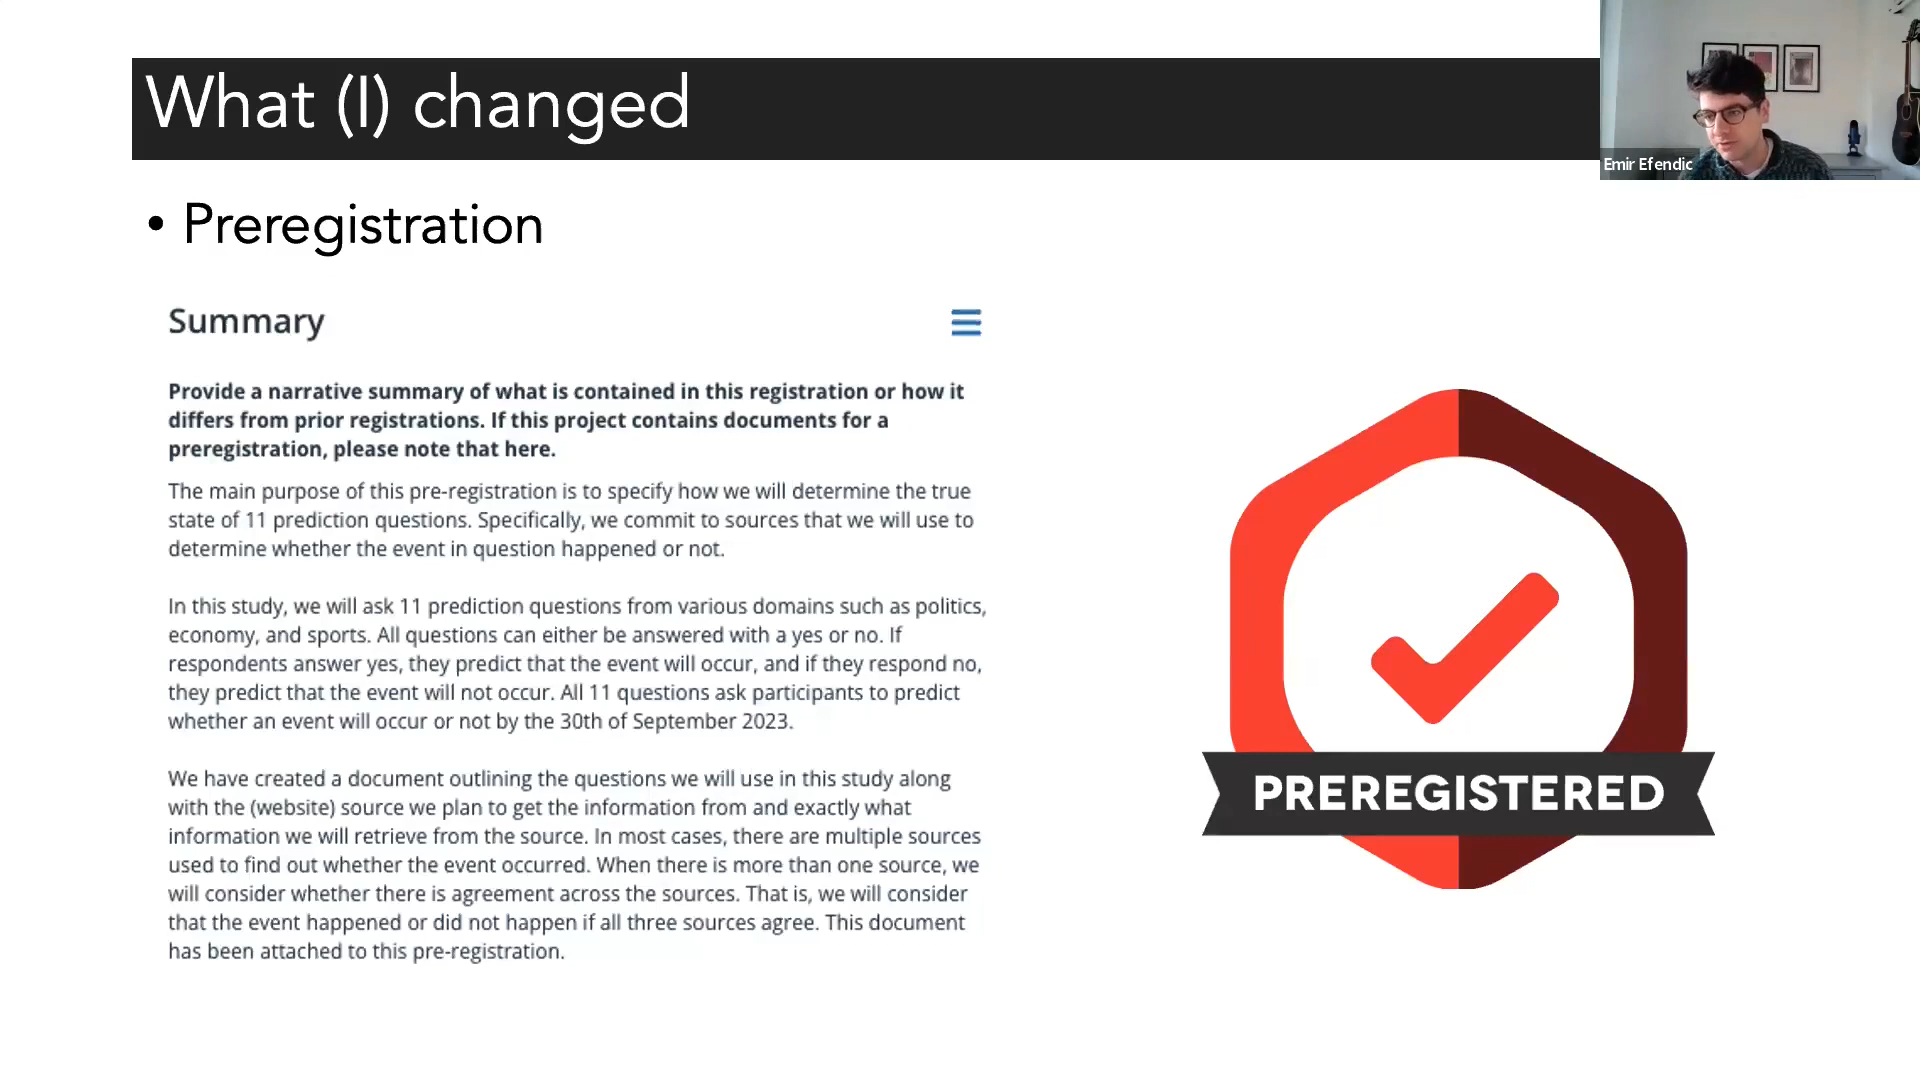 What (I) changed
Emir Efendic
• Preregistration
Summary
Provide a narrative summary of what is contained in this registration or how it
differs from prior registrations. If this project contains documents for a
preregistration, please note that here.
The main purpose of this pre-registration is to specify how we will determine the true
state of 11 prediction questions. Specifically, we commit to sources that we will use to
determine whether the event in question happened or not.
In this study, we will ask 11 prediction questions from various domains such as politics,
economy, and sports. All questions can either be answered with a yes or no. If
respondents answer yes, they predict that the event will occur, and if they respond no,
they predict that the event will not occur. All 11 questions ask participants to predict
whether an event will occur or not by the 30th of September 2023.
We have created a document outlining the questions we will use in this study along
with the (website) source we plan to get the information from and exactly what
information we will retrieve from the source. In most cases, there are multiple sources
used to find out whether the event occurred. When there is more than one source, we
will consider whether there is agreement across the sources. That is, we will consider
that the event happened or did not happen if all three sources agree. This document
has been attached to this pre-registration.
PREREGISTERED